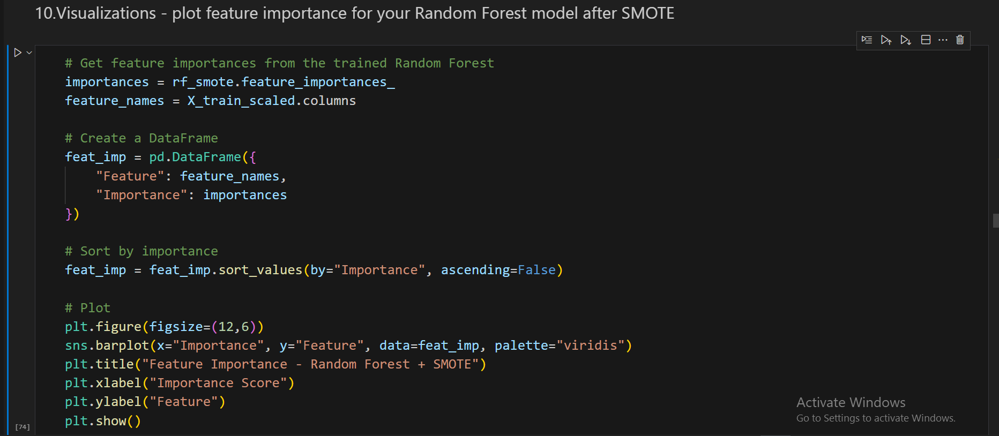 10.Visualizations - plot feature importance for your Random Forest model after SMOTE
# Get feature importances from the trained Random Forest
importances = rf_smote.feature_importances_
feature_names = X_train_scaled.columns
# Create a DataFrame
feat_imp = pd.DataFrame({
    "Feature": feature_names,
    "Importance": importances
})
# Sort by importance
feat_imp = feat_imp.sort_values(by="Importance", ascending=False)
# Plot
plt.figure(figsize=(12,6))
sns.barplot(x="Importance", y="Feature", data=feat_imp, palette="viridis")
plt.title("Feature Importance - Random Forest + SMOTE")
plt.xlabel("Importance Score")
plt.ylabel("Feature")
plt.show()
[74]
Activate Windows
Go to Settings to activate Windows.